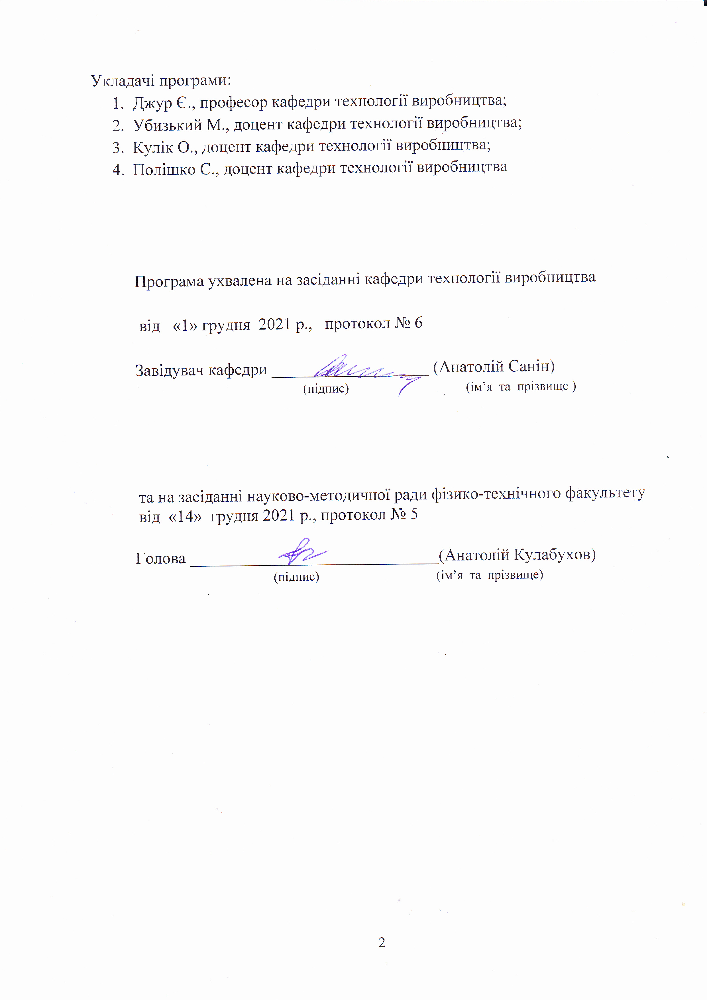 Укладачі програми:
1. Джур Є., професор кафедри технології виробництва;
2. Убизький М., доцент кафедри технології виробництва;
3. Кулік О., доцент кафедри технології виробництва;
4. Полішко С., доцент кафедри технології виробництва
Програма ухвалена на засіданні кафедри технології виробництва
від «1» грудня 2021 р., протокол № 6
Завідувач кафедри ___________________ (Анатолій Санін)
(підпис) (ім’я та прізвище )
та на засіданні науково-методичної ради фізико-технічного факультету
від «14» грудня 2021 р., протокол № 5
Голова ______________________________(Анатолій Кулабухов)
(підпис) (ім’я та прізвище)
2